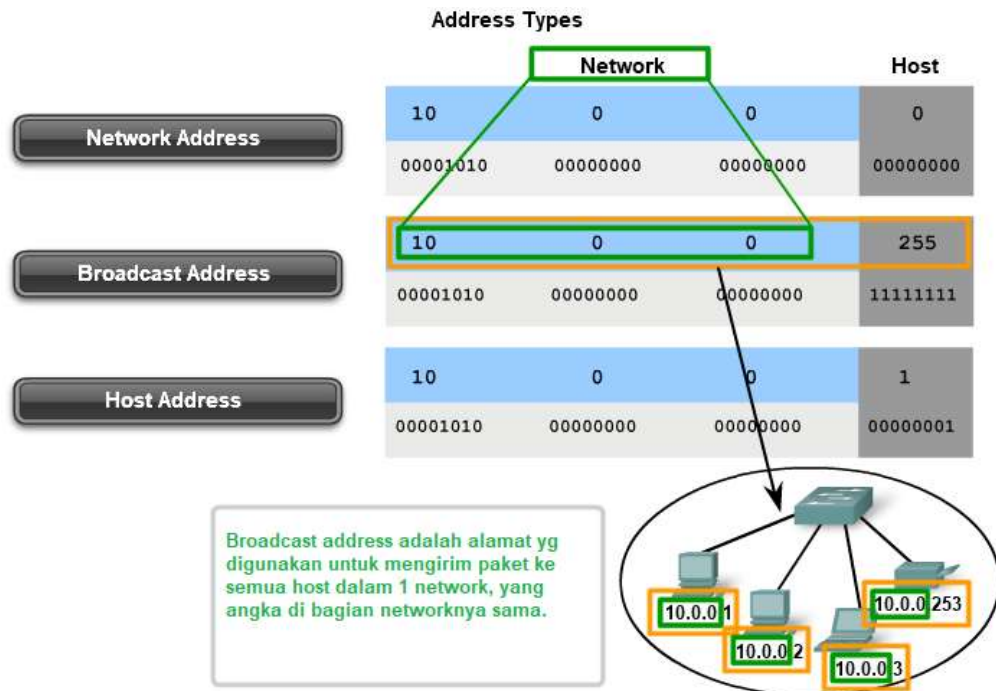 Address Types
Network Host
Network Address
10 0 0 0
00001010 00000000 00000000 00000000
Broadcast Address
10 0 0 255
00001010 00000000 00000000 11111111
Host Address
10 0 0 1
00001010 00000000 00000000 00000001
Broadcast address adalah alamat yg
digunakan untuk mengirim paket ke
semua host dalam 1 network, yang
angka di bagian networknya sama.
10.0.0.1
10.0.0.2
10.0.0.3
10.0.0.253